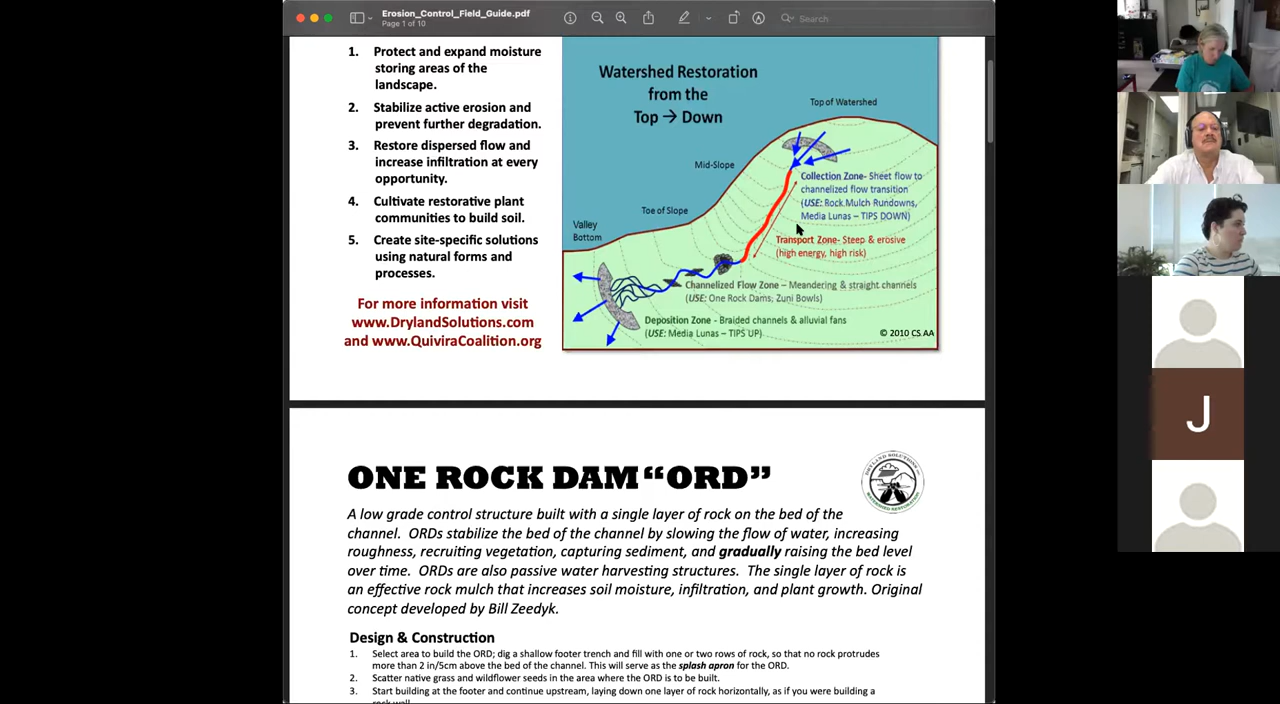 Erosion_Control_Field_Guide.pdf
Page 1 of 10
Search
1. Protect and expand moisture
storing areas of the
landscape.
2. Stabilize active erosion and
prevent further degradation.
3. Restore dispersed flow and
increase infiltration at every
opportunity.
4. Cultivate restorative plant
communities to build soil.
5. Create site-specific solutions
using natural forms and
processes.
For more information visit
www.DrylandSolutions.com
and www.QuiviraCoalition.org
Watershed Restoration
from the
Top → Down
Top of Watershed
Mid-Slope
Toe of Slope
Valley
Bottom
Collection Zone- Sheet flow to
channelized flow transition
(USE: Rock Mulch Rundowns,
Media Lunas – TIPS DOWN)
Transport Zone- Steep & erosive
(high energy, high risk)
Channelized Flow Zone – Meandering & straight channels
(USE: One Rock Dams; Zuni Bowls)
Deposition Zone - Braided channels & alluvial fans
(USE: Media Lunas – TIPS UP)
© 2010 CS.AA
ONE ROCK DAM “ORD”
A low grade control structure built with a single layer of rock on the bed of the
channel. ORDs stabilize the bed of the channel by slowing the flow of water, increasing
roughness, recruiting vegetation, capturing sediment, and gradually raising the bed level
over time. ORDs are also passive water harvesting structures. The single layer of rock is
an effective rock mulch that increases soil moisture, infiltration, and plant growth. Original
concept developed by Bill Zeedyk.
Design & Construction
1. Select area to build the ORD; dig a shallow footer trench and fill with one or two rows of rock, so that no rock protrudes
more than 2 in/5cm above the bed of the channel. This will serve as the splash apron for the ORD.
2. Scatter native grass and wildflower seeds in the area where the ORD is to be built.
3. Start building at the footer and continue upstream, laying down one layer of rock horizontally, as if you were building a
rock wall.
J